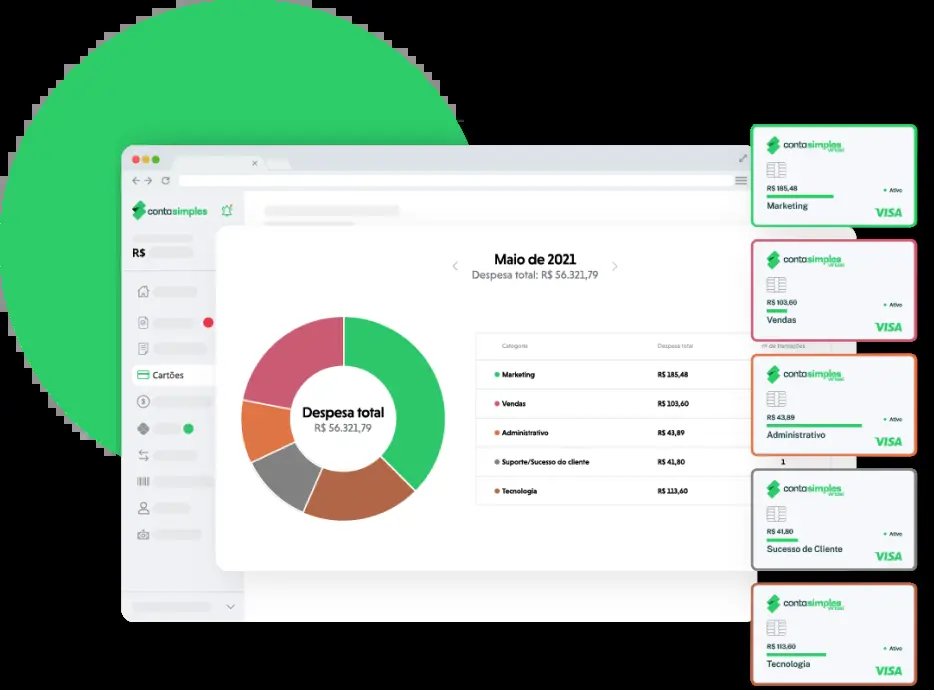 contasimples
R$
Cartões
Maio de 2021
Despesa total: R$ 56.321,79
Despesa total
R$ 56.321,79
Categoria Despesa total nº de transações
Marketing R$ 185,48
Vendas R$ 103,60
Administrativo R$ 43,89
Suporte/Sucesso do cliente R$ 41,80 1
Tecnologia R$ 113,60
contasimples
virtual
R$ 185,48
Ativo
Marketing
VISA
contasimples
virtual
R$ 103,60
Ativo
Vendas
VISA
contasimples
virtual
R$ 43,89
Ativo
Administrativo
VISA
contasimples
virtual
R$ 41,80
Ativo
Sucesso de Cliente
VISA
contasimples
virtual
R$ 113,60
Ativo
Tecnologia
VISA